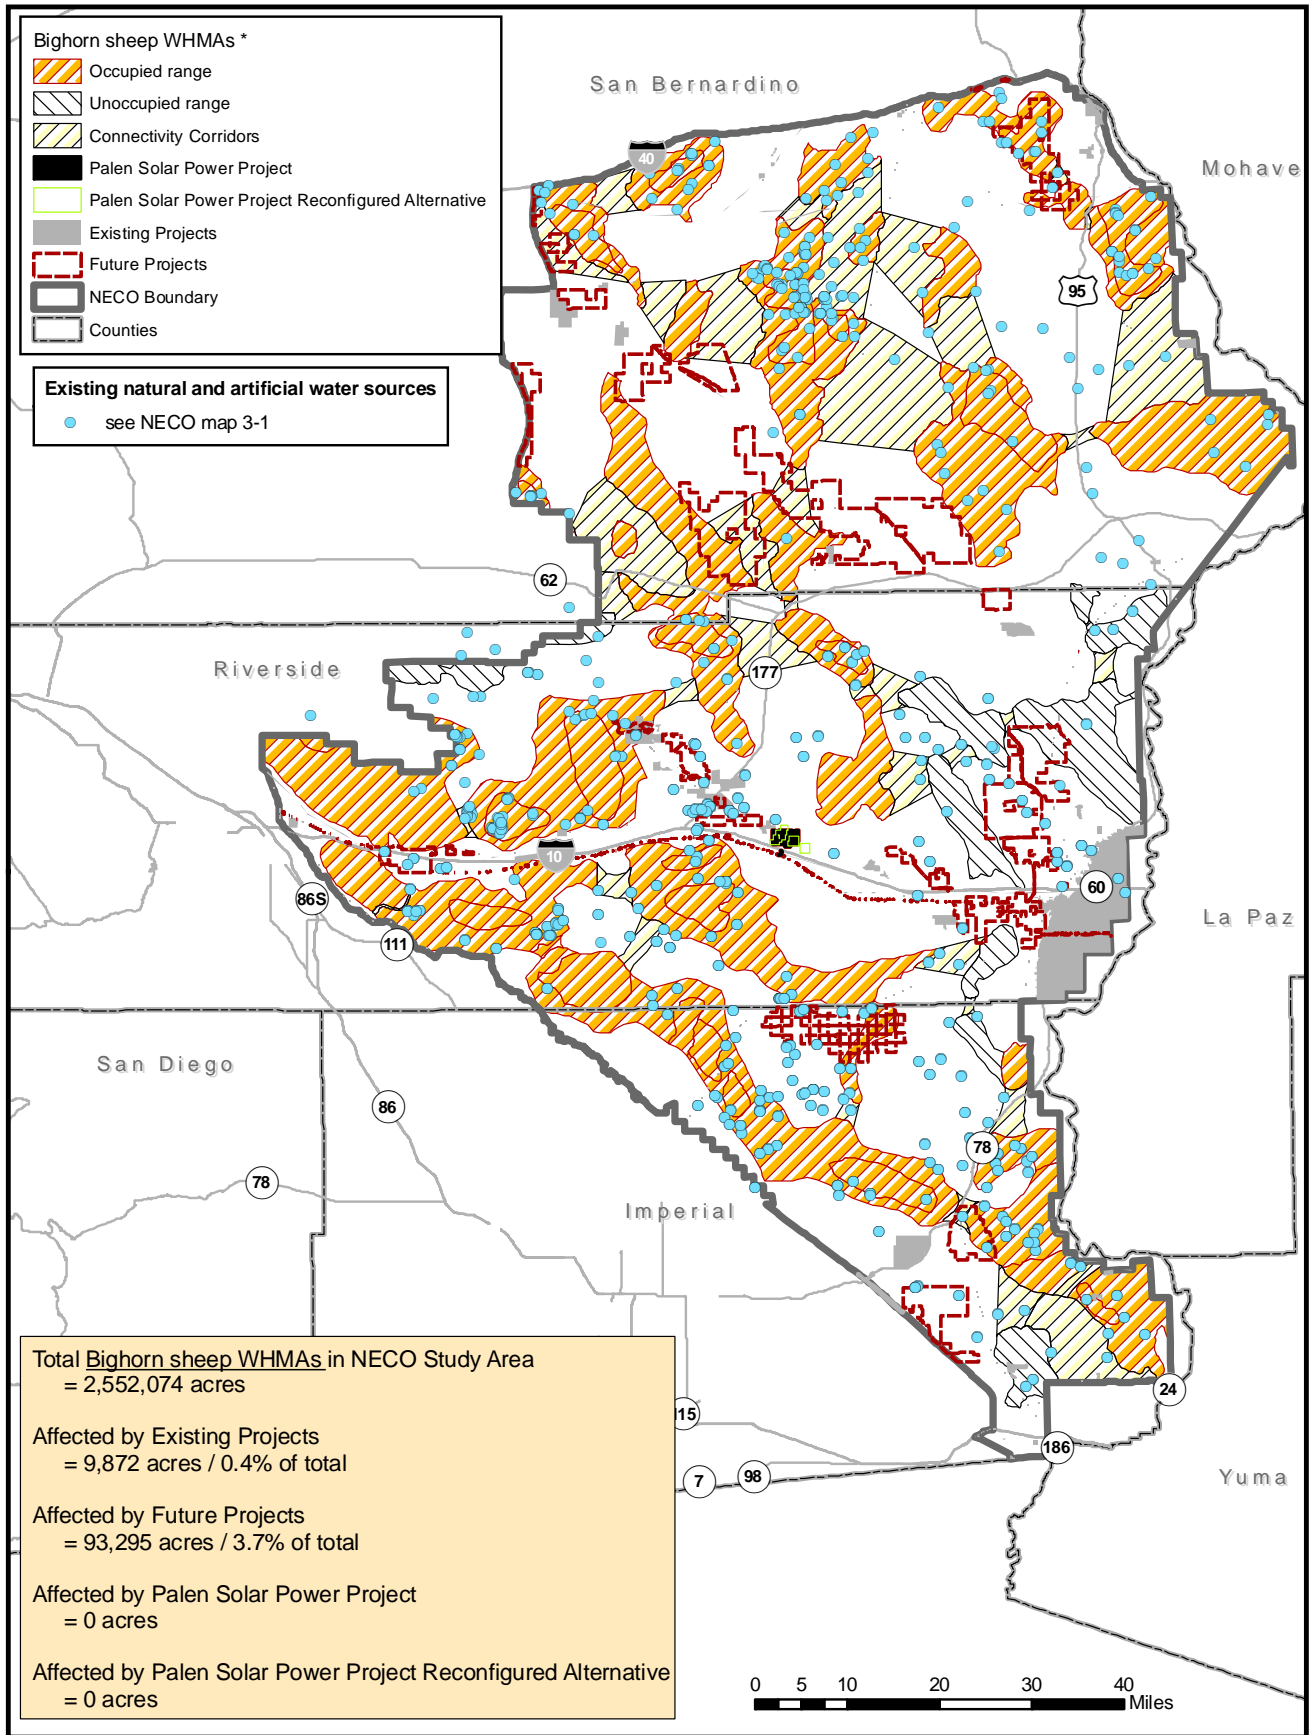 Bighorn sheep WHMAs *
Occupied range
Unoccupied range
Connectivity Corridors
Palen Solar Power Project
Palen Solar Power Project Reconfigured Alternative
Existing Projects
Future Projects
NECO Boundary
Counties
Existing natural and artificial water sources
see NECO map 3-1
San Bernardino
Mohave
40
95
62
Riverside
177
10
60
86S
111
La Paz
San Diego
86
78
78
Imperial
24
115
186
7
98
Yuma
Total Bighorn sheep WHMAs in NECO Study Area
= 2,552,074 acres
Affected by Existing Projects
= 9,872 acres / 0.4% of total
Affected by Future Projects
= 93,295 acres / 3.7% of total
Affected by Palen Solar Power Project
= 0 acres
Affected by Palen Solar Power Project Reconfigured Alternative
= 0 acres
0 5 10 20 30 40
Miles